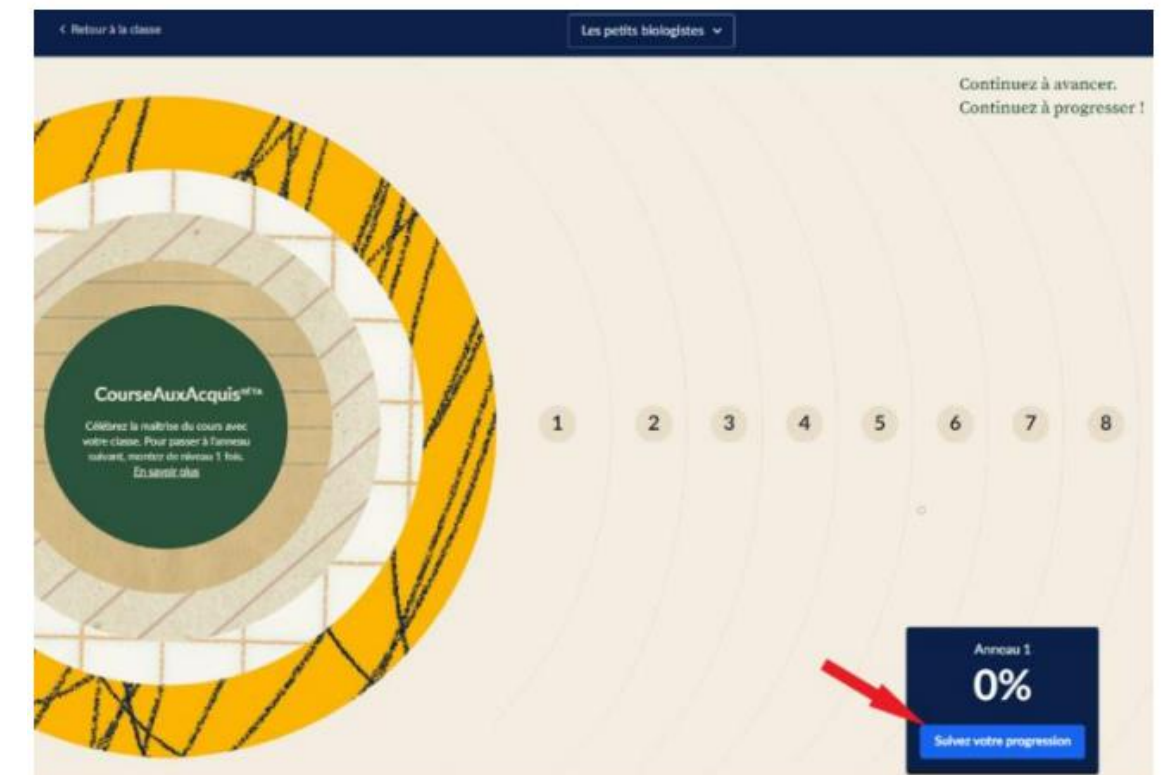 Retour à la classe
Les petits biologistes
Continuez à avancer.
Continuez à progresser !
CourseAuxAcquis BÊTA
Célébrez la maîtrise du cours avec
votre classe. Pour passer à l'anneau
suivant, montez de niveau 1 fois.
En savoir plus
1 2 3 4 5 6 7 8
Anneau 1
0%
Suivez votre progression